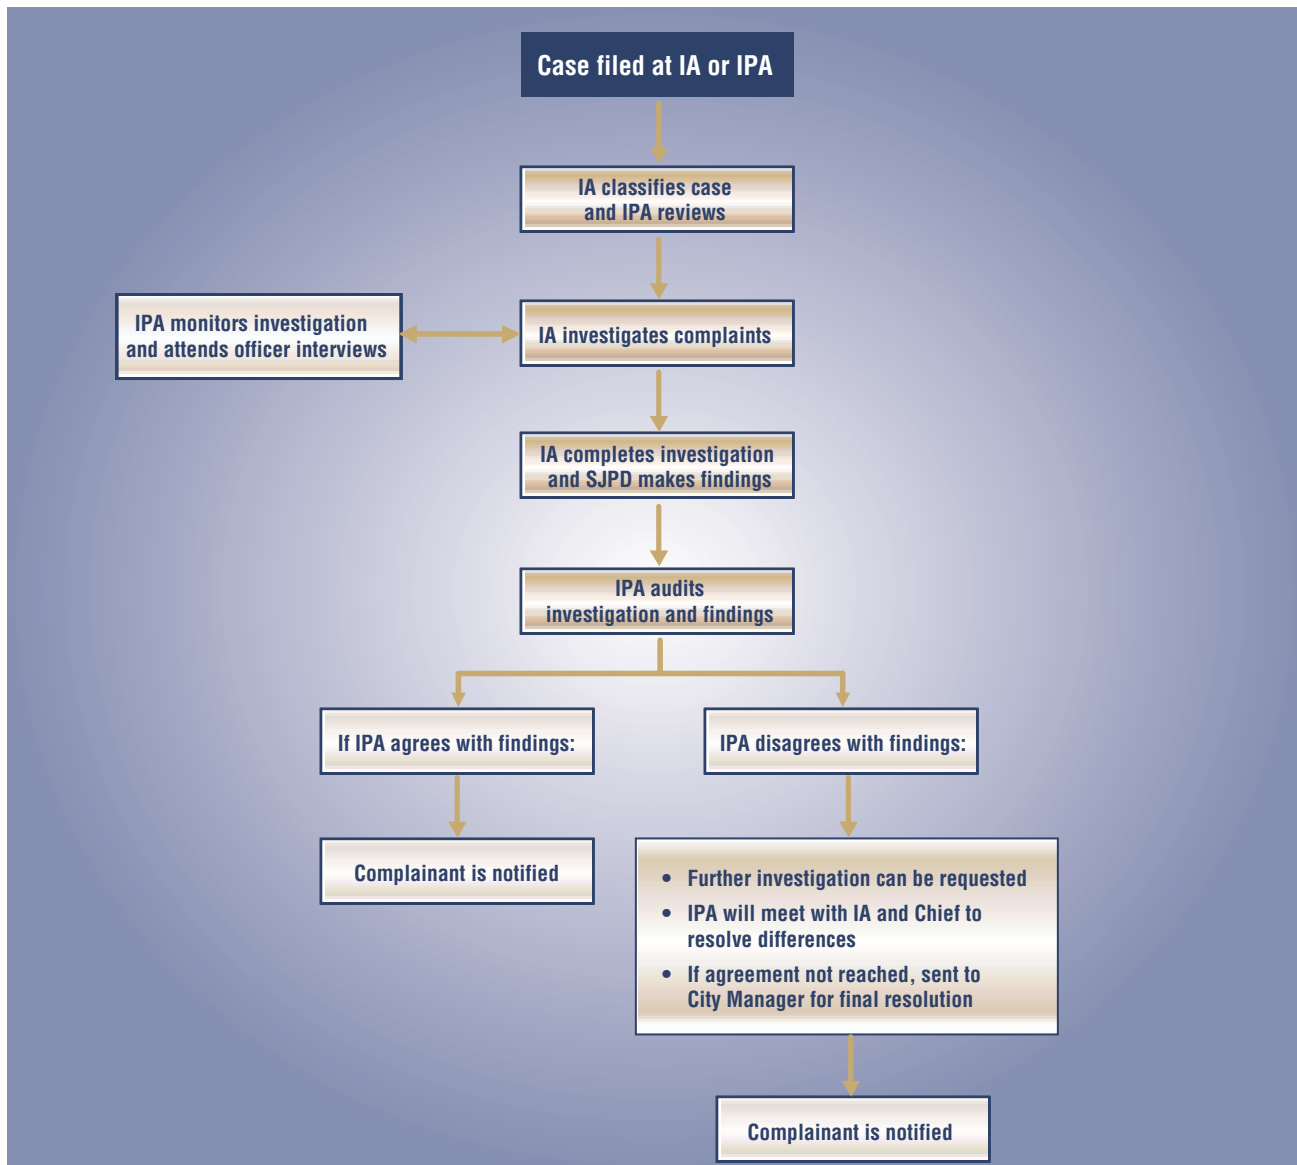 Case filed at IA or IPA
IA classifies case
and IPA reviews
IPA monitors investigation
and attends officer interviews
IA investigates complaints
IA completes investigation
and SJPD makes findings
IPA audits
investigation and findings
If IPA agrees with findings:
IPA disagrees with findings:
Complainant is notified
• Further investigation can be requested
• IPA will meet with IA and Chief to
resolve differences
• If agreement not reached, sent to
City Manager for final resolution
Complainant is notified